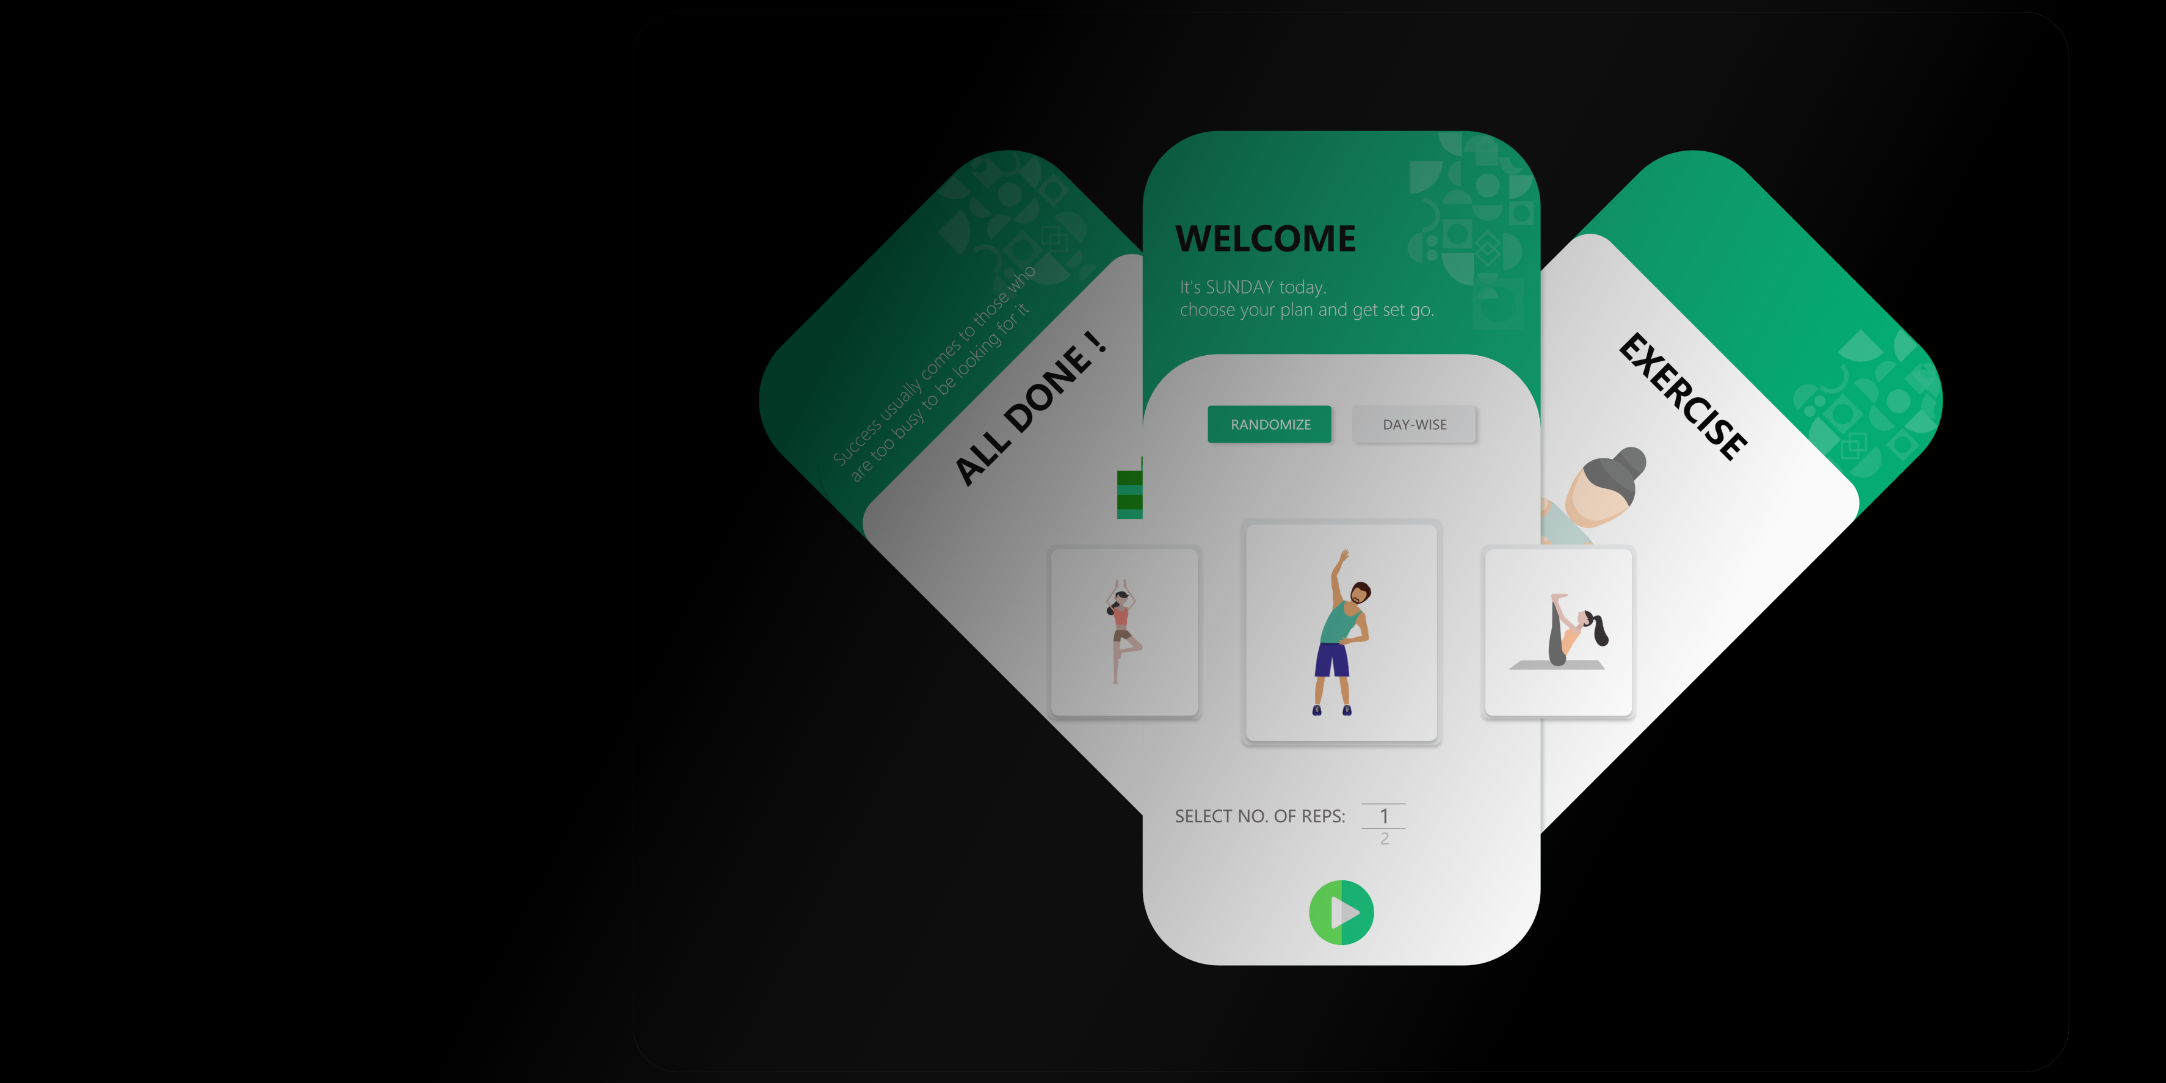 Success usually comes to those who
are too busy to be looking for it
ALL DONE !
WELCOME
It's SUNDAY today.
choose your plan and get set go.
RANDOMIZE
DAY-WISE
SELECT NO. OF REPS:
1
2
EXERCISE